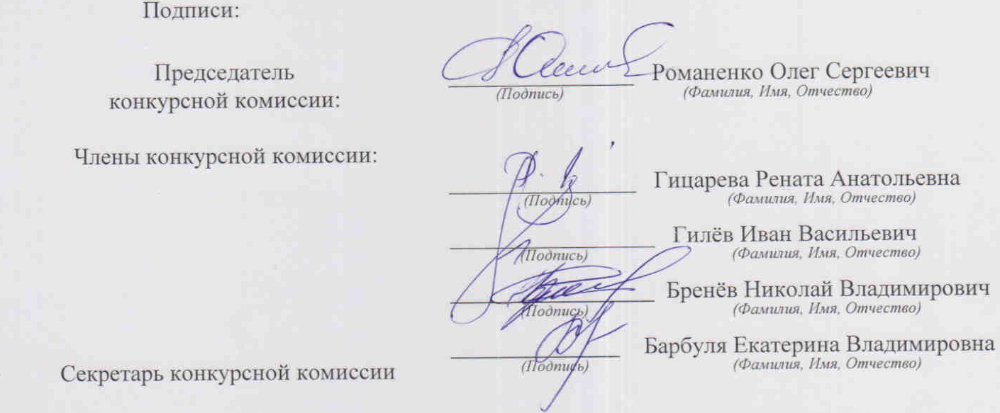 Подписи:
Председатель
конкурсной комиссии:
Романенко Олег Сергеевич
(Подпись) (Фамилия, Имя, Отчество)
Члены конкурсной комиссии:
Гицарева Рената Анатольевна
(Подпись) (Фамилия, Имя, Отчество)
Гилёв Иван Васильевич
(Подпись) (Фамилия, Имя, Отчество)
Бренёв Николай Владимирович
(Подпись) (Фамилия, Имя, Отчество)
Барбуля Екатерина Владимировна
(Подпись) (Фамилия, Имя, Отчество)
Секретарь конкурсной комиссии